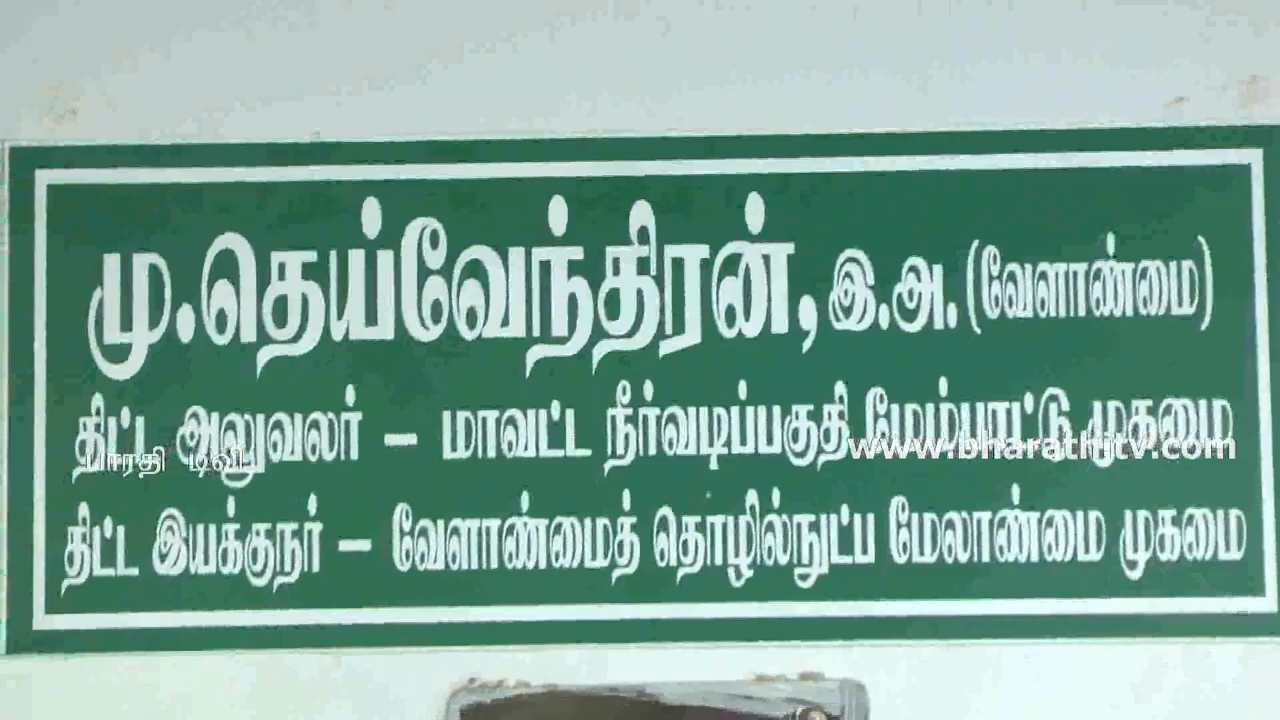 மு.தெய்வேந்திரன், இ.அ. (வேளாண்மை)
திட்ட அலுவலர் – மாவட்ட நீர்வடிப்பகுதி மேம்பாட்டு முகமை
பாரதி டிவி
www.bharathitv.com
திட்ட இயக்குநர் – வேளாண்மைத் தொழில்நுட்ப மேலாண்மை முகமை